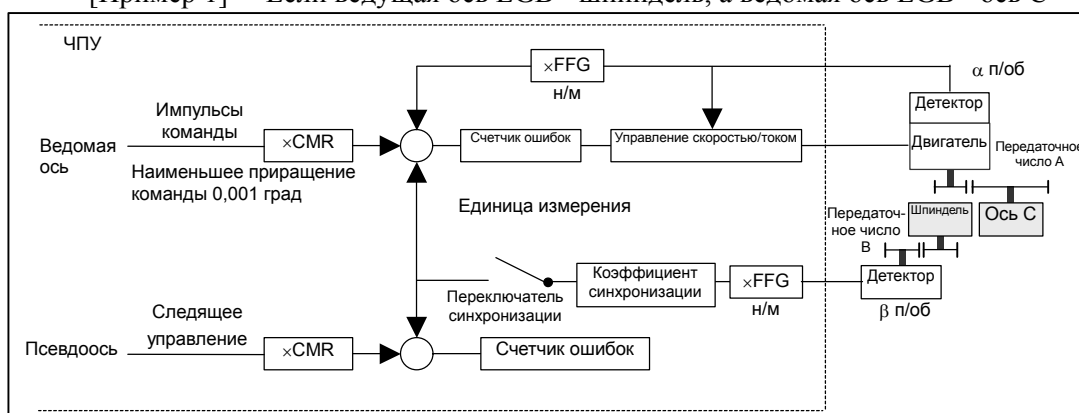 [Пример 1] Если ведущая ось EGB - шпиндель, а ведомая ось EGB - ось C
ЧПУ
×FFG
н/м
α п/об
Детектор
Двигатель
Передаточное
число A
Импульсы
команды
Ведомая
ось
×CMR
Счетчик ошибок
Управление скоростью/током
Наименьшее приращение
команды 0,001 град
Единица измерения
Передаточ-
ное число
B
Шпиндель
Ось C
Переключатель
синхронизации
Коэффициент
синхронизации
×FFG
н/м
Детектор
β п/об
Следящее
управление
Псевдоось
×CMR
Счетчик ошибок